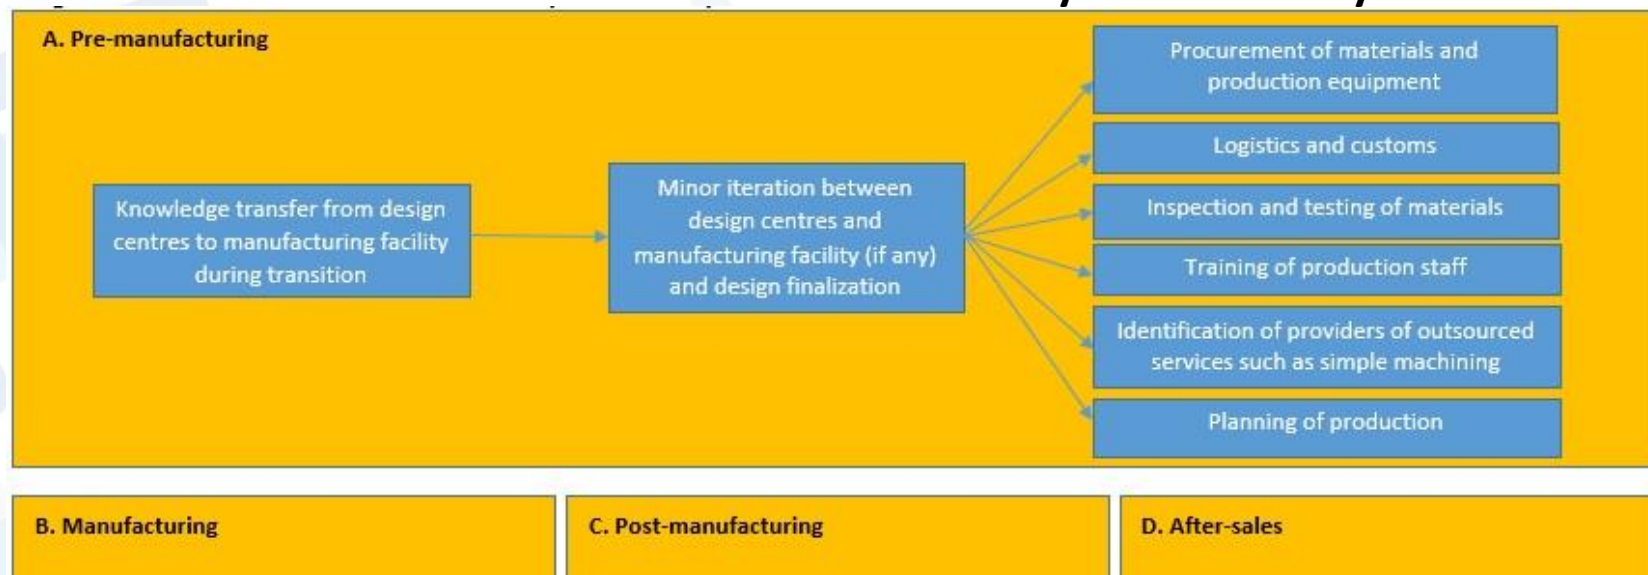 A. Pre-manufacturing
Knowledge transfer from design
centres to manufacturing facility
during transition
Minor iteration between
design centres and
manufacturing facility (if any)
and design finalization
Procurement of materials and
production equipment
Logistics and customs
Inspection and testing of materials
Training of production staff
Identification of providers of outsourced
services such as simple machining
Planning of production
B. Manufacturing
C. Post-manufacturing
D. After-sales